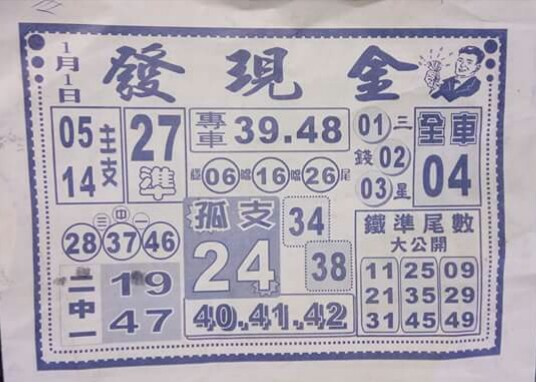 1月1日
發現金
05 主支 14
27 準
專車 39.48
01 三
錢 02
03 星
全車
04
06 16 26 尾
三中一
28 37 46
孤支
24
34
38
鐵準尾數
大公開
11 25 09
21 35 29
31 45 49
二中一
19
47
40.41.42